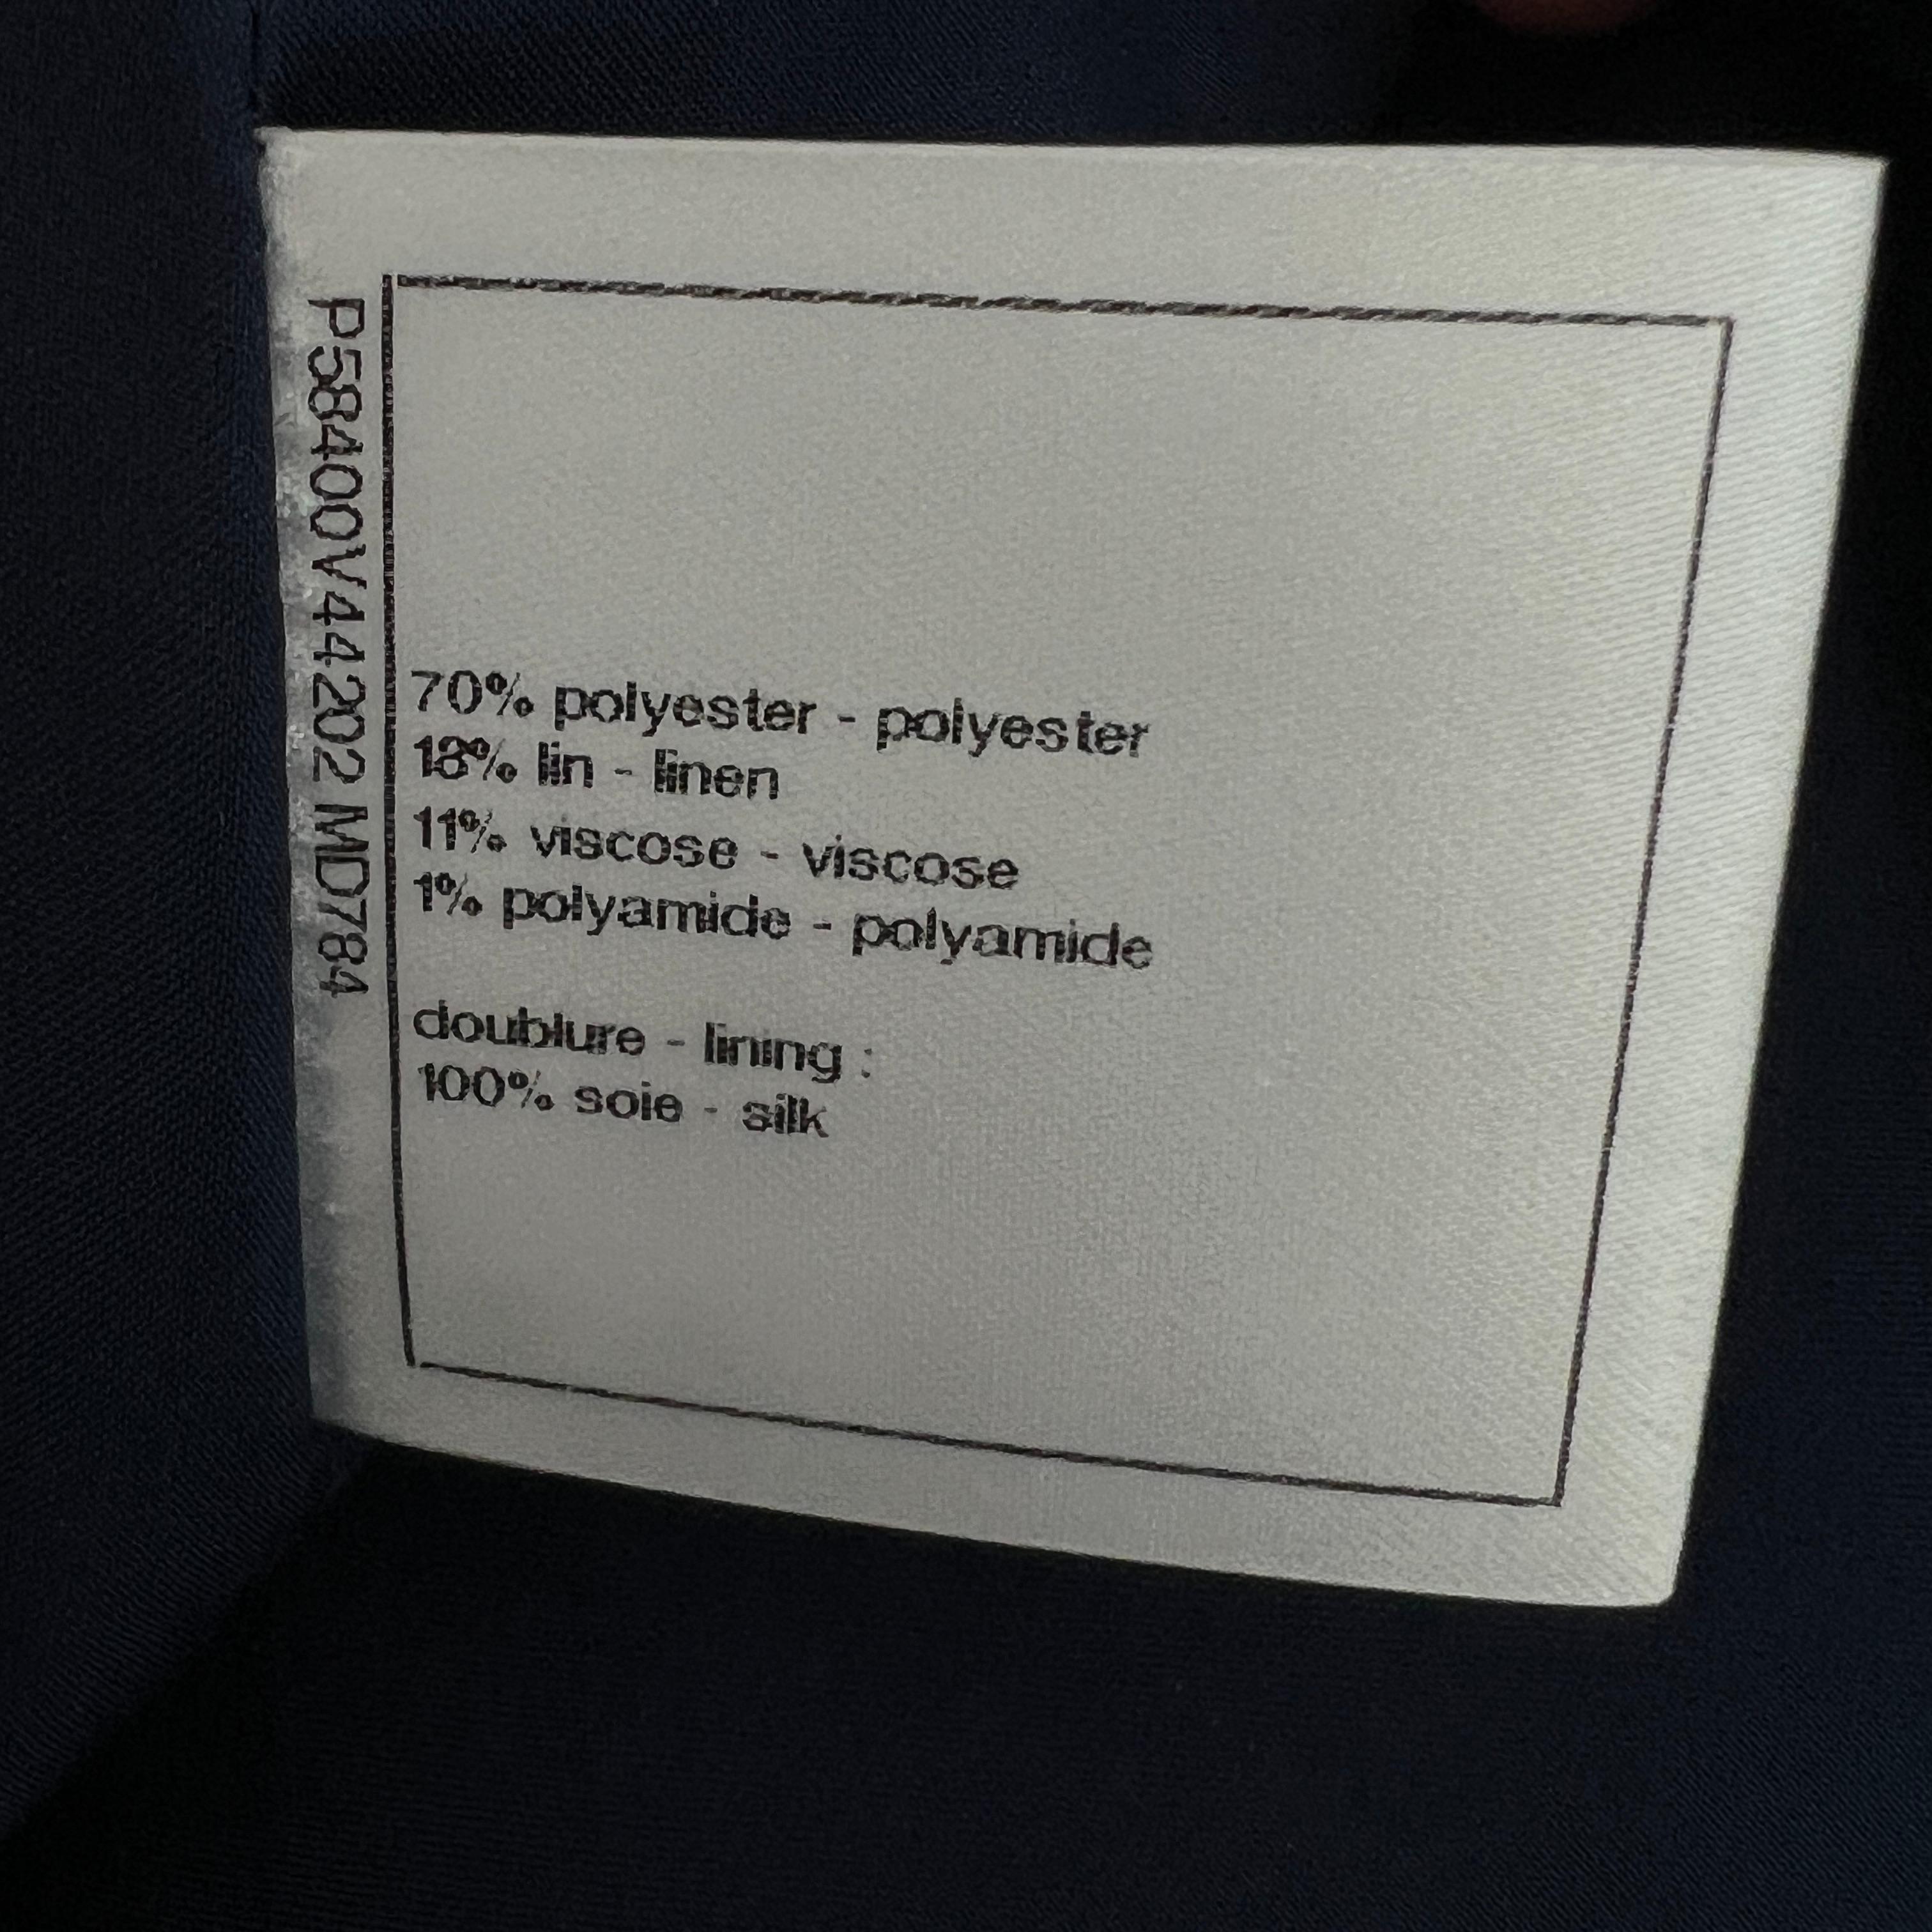 P58400V44202 MD784
70% polyester - polyester
18% lin - linen
11% viscose - viscose
1% polyamide - polyamide
doublure - lining :
100% soie - silk